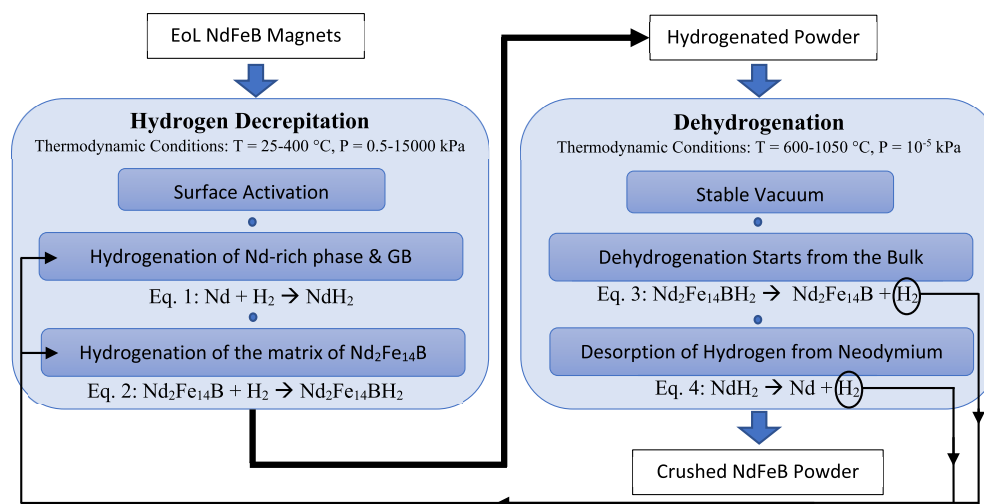 EoL NdFeB Magnets
Hydrogen Decrepitation
Thermodynamic Conditions: T = 25-400 °C, P = 0.5-15000 kPa
Surface Activation
Hydrogenation of Nd-rich phase & GB
Eq. 1: Nd + H₂ → NdH₂
Hydrogenation of the matrix of Nd₂Fe₁₄B
Eq. 2: Nd₂Fe₁₄B + H₂ → Nd₂Fe₁₄BH₂
Hydrogenated Powder
Dehydrogenation
Thermodynamic Conditions: T = 600-1050 °C, P = 10⁻⁵ kPa
Stable Vacuum
Dehydrogenation Starts from the Bulk
Eq. 3: Nd₂Fe₁₄BH₂ → Nd₂Fe₁₄B + H₂
Desorption of Hydrogen from Neodymium
Eq. 4: NdH₂ → Nd + H₂
Crushed NdFeB Powder